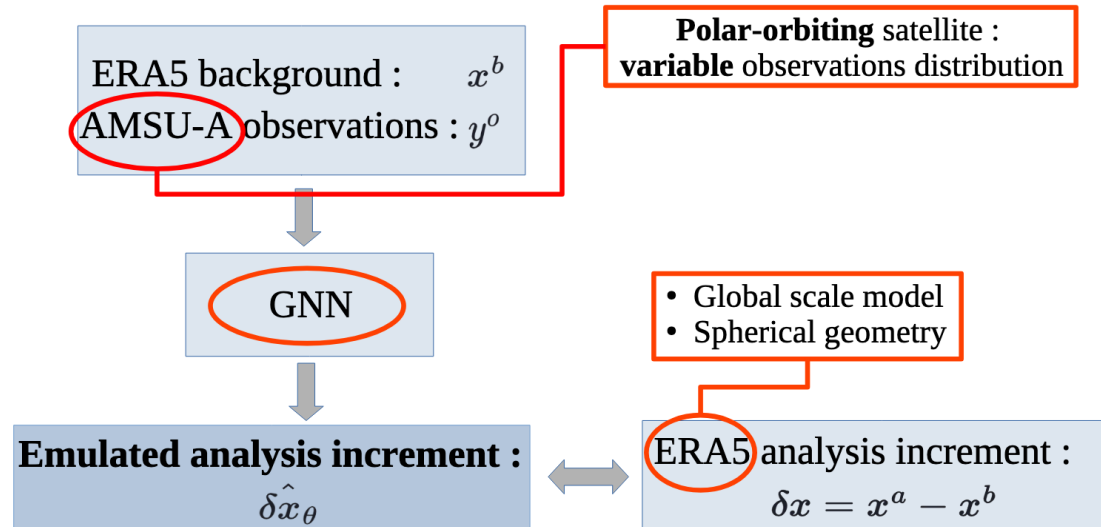 ERA5 background : x^b
AMSU-A observations : y^o
Polar-orbiting satellite :
variable observations distribution
GNN
• Global scale model
• Spherical geometry
Emulated analysis increment :
δx̂_θ
ERA5 analysis increment :
δx = x^a − x^b